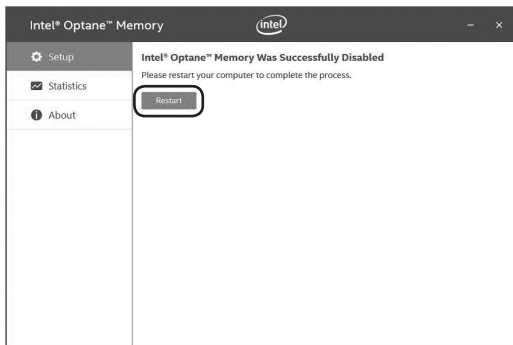 Intel® Optane™ Memory
intel
Setup
Statistics
About
Intel® Optane™ Memory Was Successfully Disabled
Please restart your computer to complete the process.
Restart